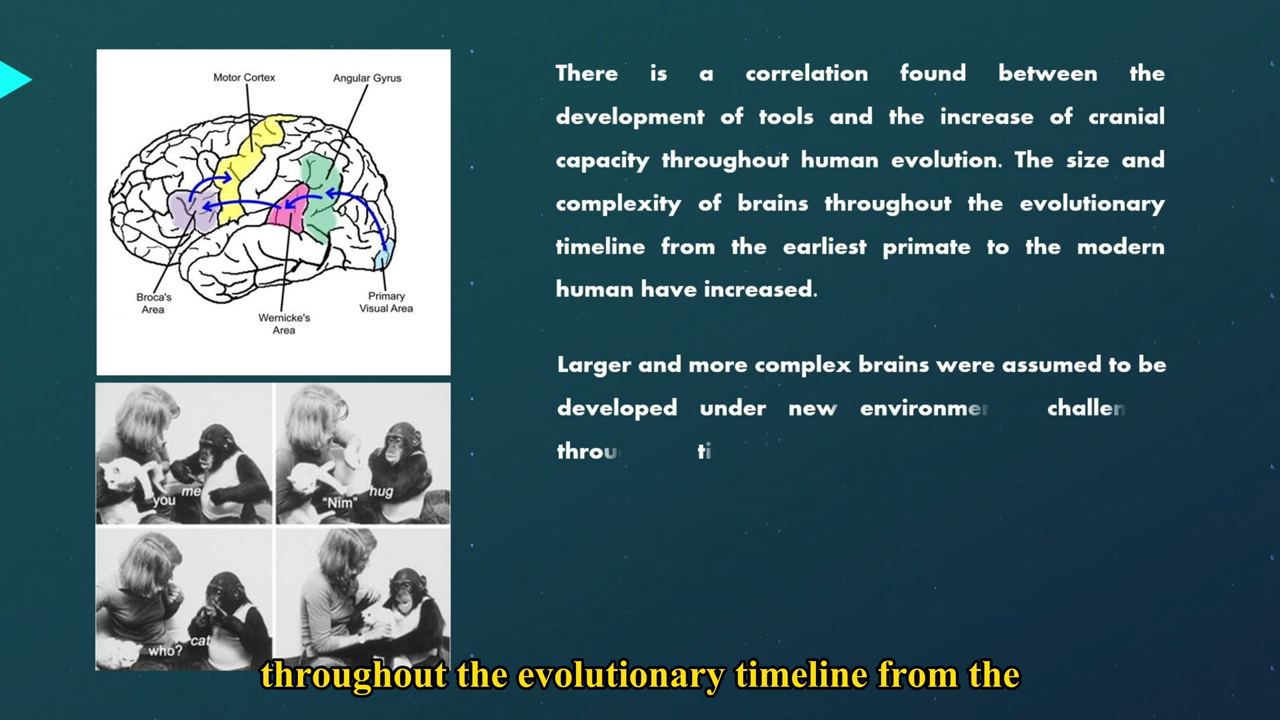 Motor Cortex
Angular Gyrus
Broca's
Area
Wernicke's
Area
Primary
Visual Area
you me
"Nim" hug
who? cat
There is a correlation found between the
development of tools and the increase of cranial
capacity throughout human evolution. The size and
complexity of brains throughout the evolutionary
timeline from the earliest primate to the modern
human have increased.
Larger and more complex brains were assumed to be
developed under new
throughout the evolutionary timeline from the